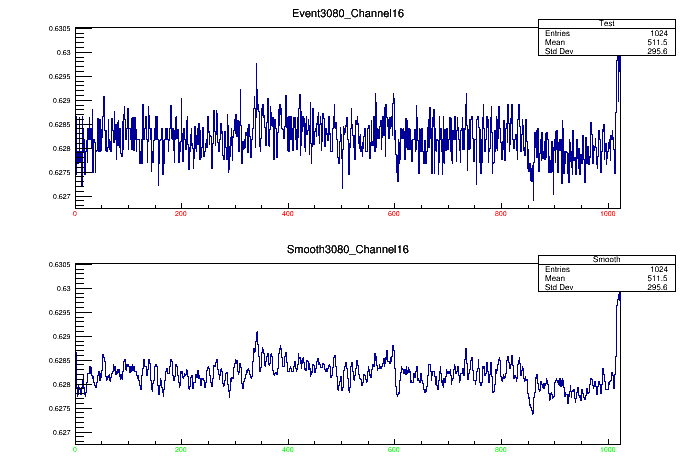 Event3080_Channel16
Test
Entries 1024
Mean 511.5
Std Dev 295.6
0.6305
0.63
0.6295
0.629
0.6285
0.628
0.6275
0.627
0 200 400 600 800 1000
Smooth3080_Channel16
Smooth
Entries 1024
Mean 511.5
Std Dev 295.6
0.6305
0.63
0.6295
0.629
0.6285
0.628
0.6275
0.627
0 200 400 600 800 1000